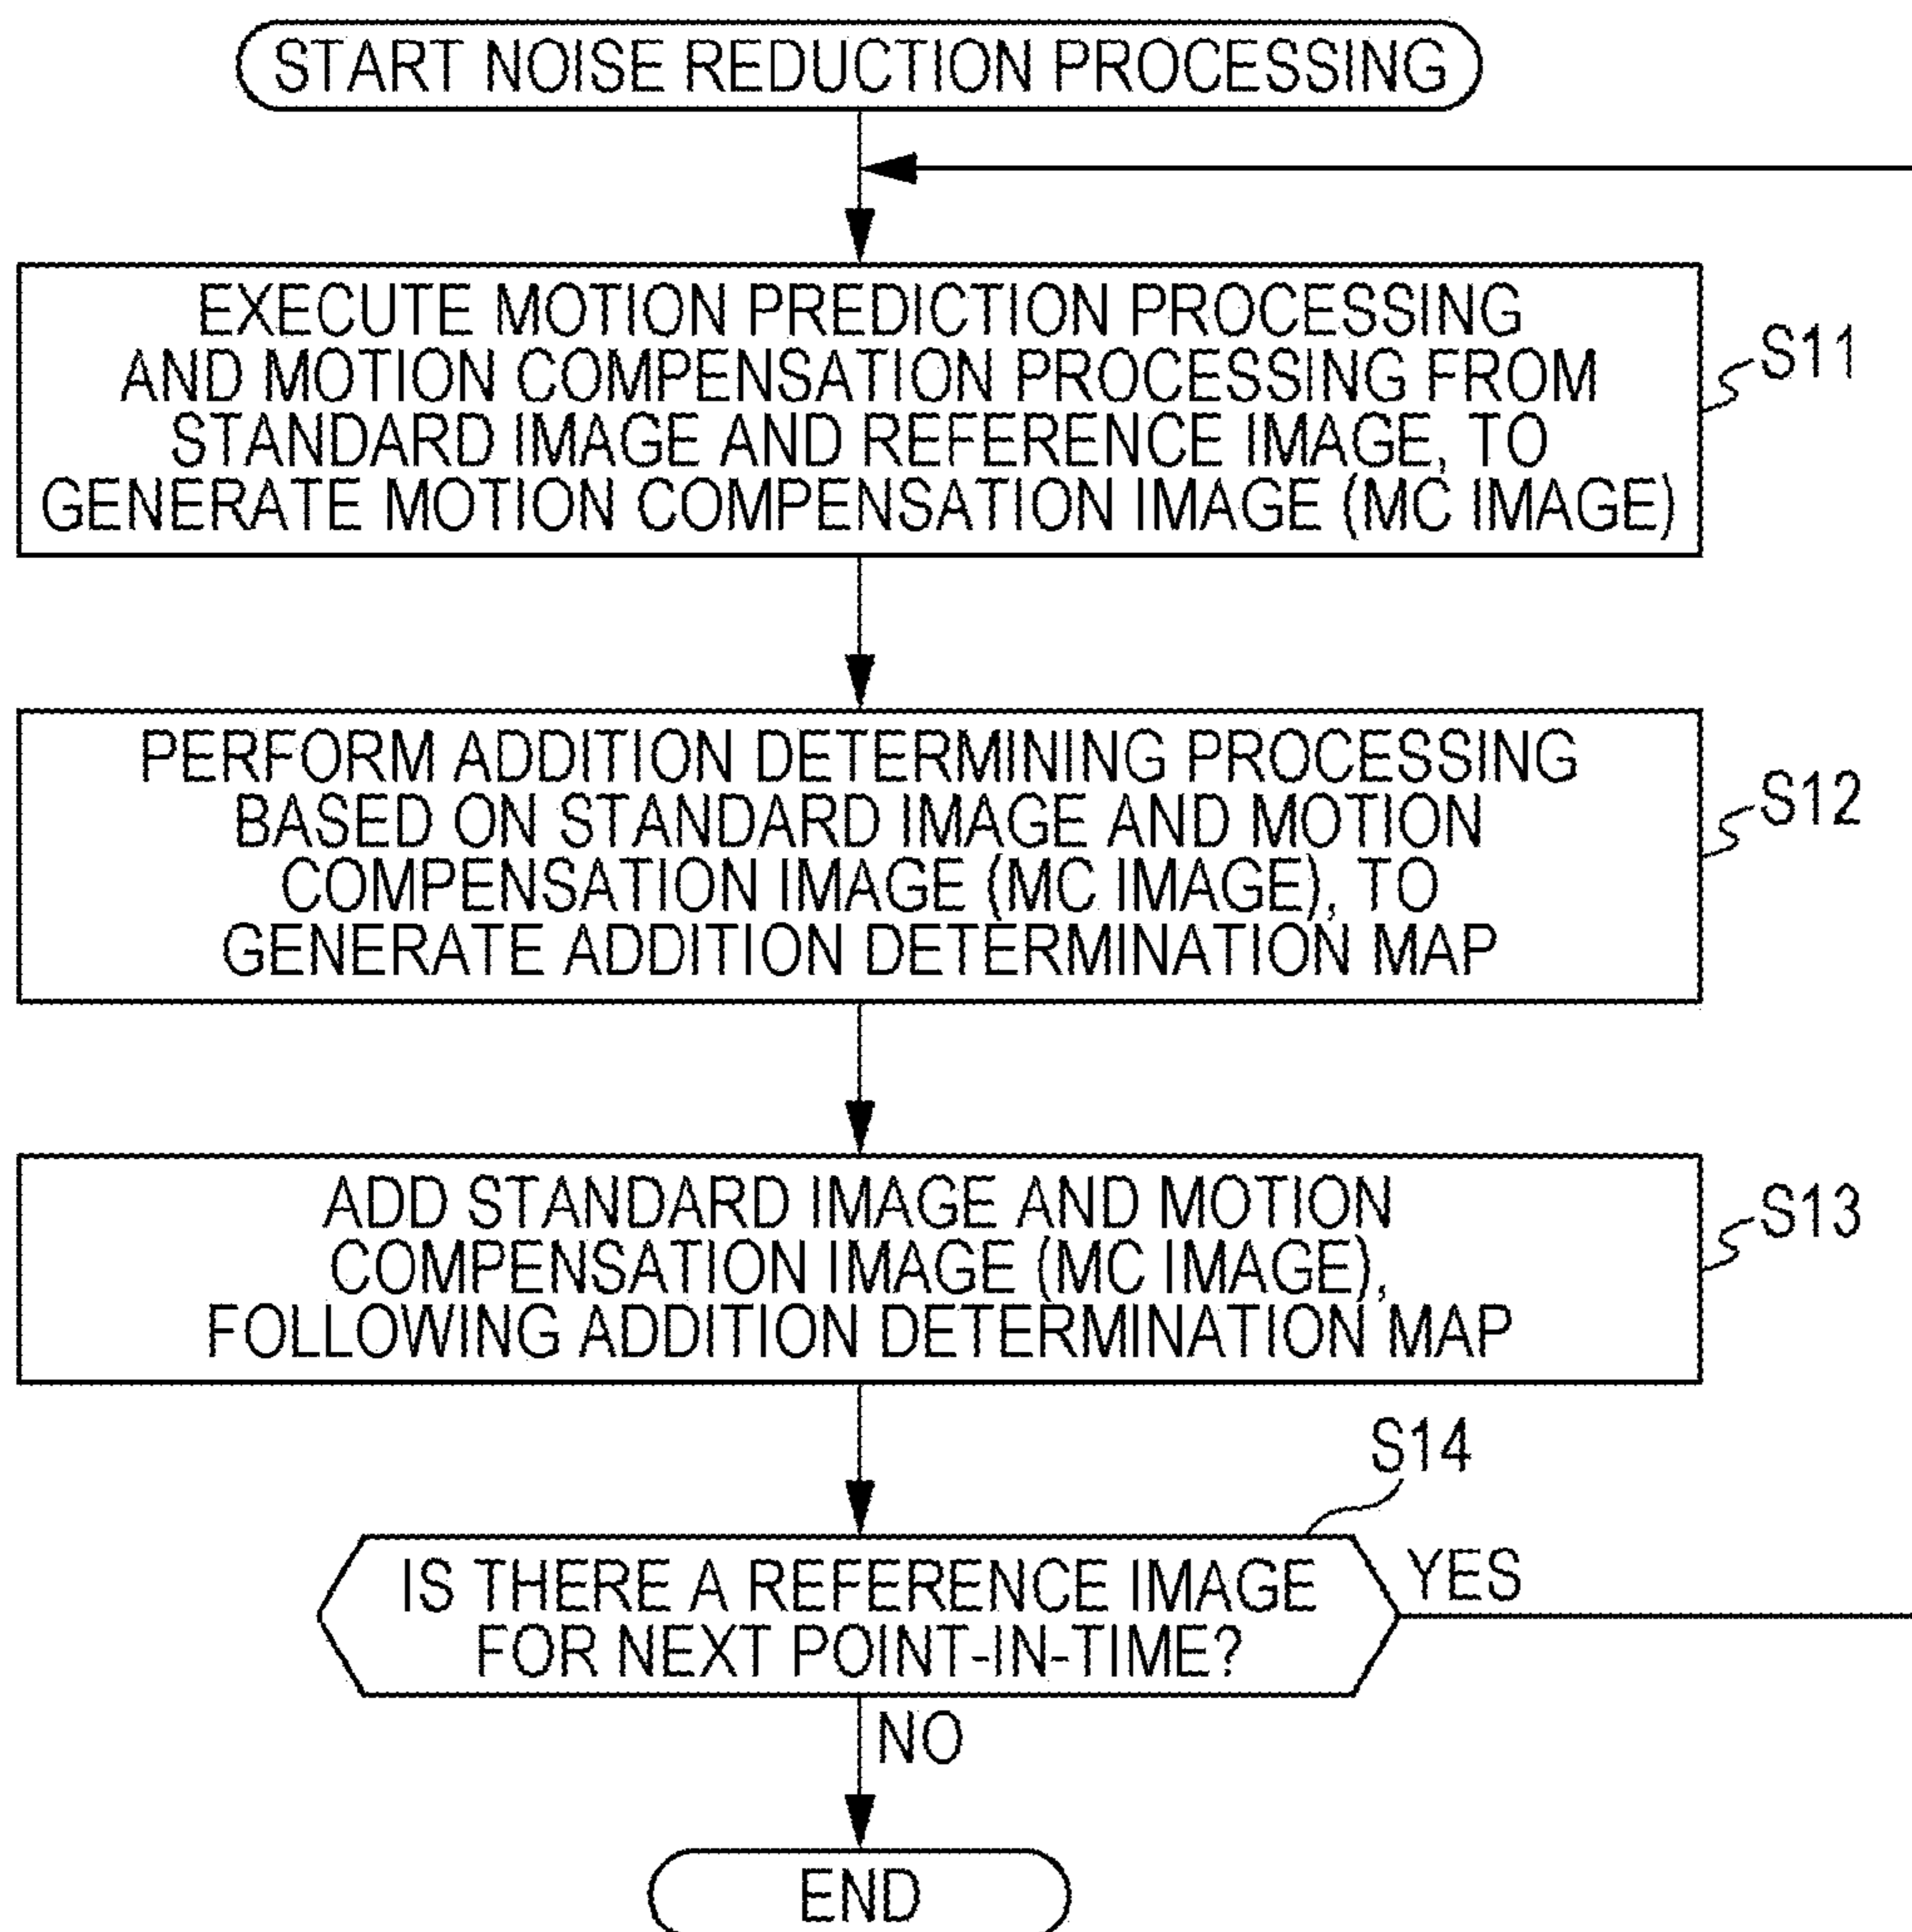 START NOISE REDUCTION PROCESSING
EXECUTE MOTION PREDICTION PROCESSING
AND MOTION COMPENSATION PROCESSING FROM
STANDARD IMAGE AND REFERENCE IMAGE, TO
GENERATE MOTION COMPENSATION IMAGE (MC IMAGE)
S11
PERFORM ADDITION DETERMINING PROCESSING
BASED ON STANDARD IMAGE AND MOTION
COMPENSATION IMAGE (MC IMAGE), TO
GENERATE ADDITION DETERMINATION MAP
S12
ADD STANDARD IMAGE AND MOTION
COMPENSATION IMAGE (MC IMAGE),
FOLLOWING ADDITION DETERMINATION MAP
S13
S14
IS THERE A REFERENCE IMAGE
FOR NEXT POINT-IN-TIME?
YES
NO
END